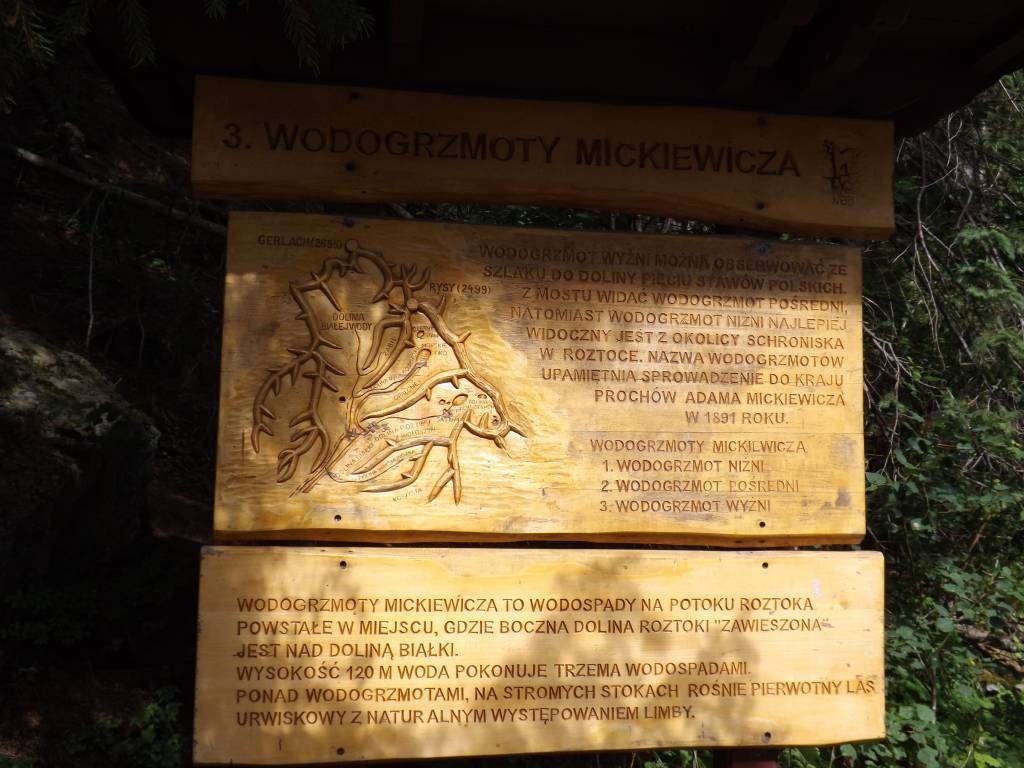 3. WODOGRZMOTY MICKIEWICZA
GERLACH (2655)
RYSY (2499)
DOLINA
BIAŁEJ WODY
WODOGRZMOT WYŻNI MOŻNA OBSERWOWAĆ ZE
SZLAKU DO DOLINY PIĘCIU STAWÓW POLSKICH.
Z MOSTU WIDAĆ WODOGRZMOT POŚREDNI,
NATOMIAST WODOGRZMOT NIŻNI NAJLEPIEJ
WIDOCZNY JEST Z OKOLICY SCHRONISKA
W ROZTOCE. NAZWA WODOGRZMOTÓW
UPAMIĘTNIA SPROWADZENIE DO KRAJU
PROCHÓW ADAMA MICKIEWICZA
W 1891 ROKU.
WODOGRZMOTY MICKIEWICZA
1. WODOGRZMOT NIŻNI
2. WODOGRZMOT POŚREDNI
3. WODOGRZMOT WYŻNI
WODOGRZMOTY MICKIEWICZA TO WODOSPADY NA POTOKU ROZTOKA
POWSTAŁE W MIEJSCU, GDZIE BOCZNA DOLINA ROZTOKI "ZAWIESZONA"
JEST NAD DOLINĄ BIAŁKI.
WYSOKOŚĆ 120 M WODA POKONUJE TRZEMA WODOSPADAMI.
PONAD WODOGRZMOTAMI, NA STROMYCH STOKACH ROŚNIE PIERWOTNY LAS
URWISKOWY Z NATURALNYM WYSTĘPOWANIEM LIMBY.